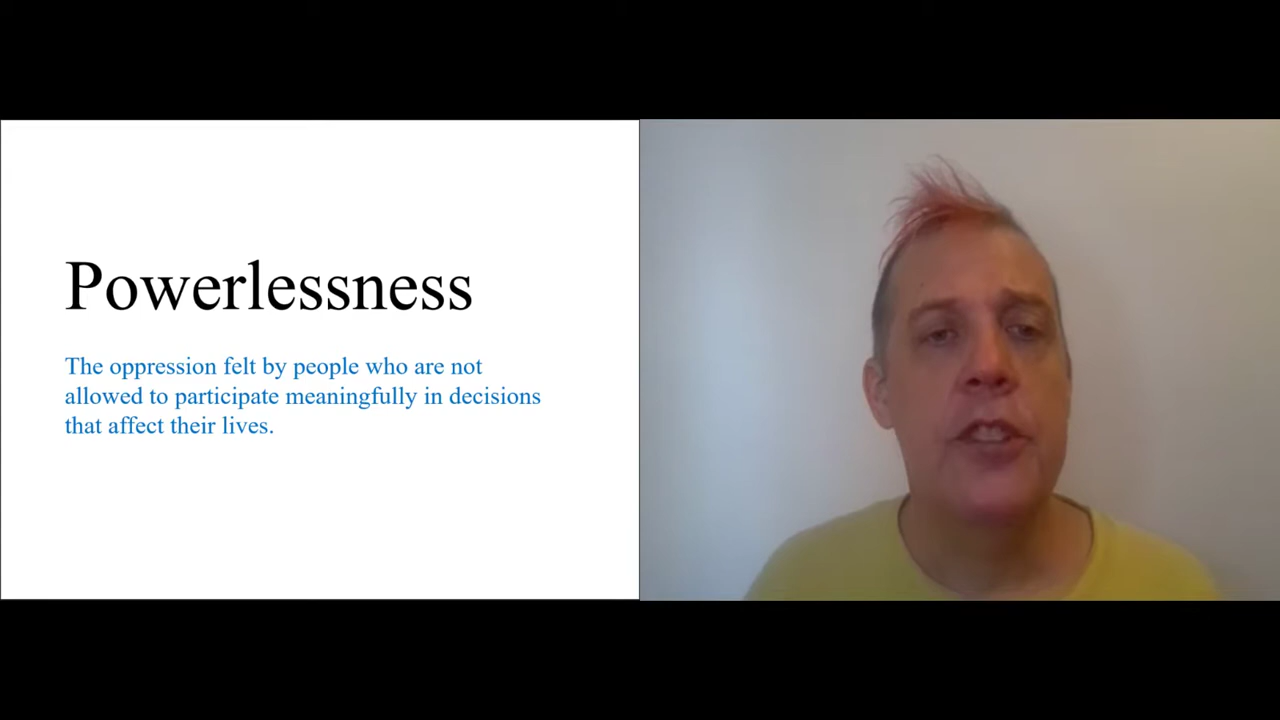 Powerlessness
The oppression felt by people who are not
allowed to participate meaningfully in decisions
that affect their lives.